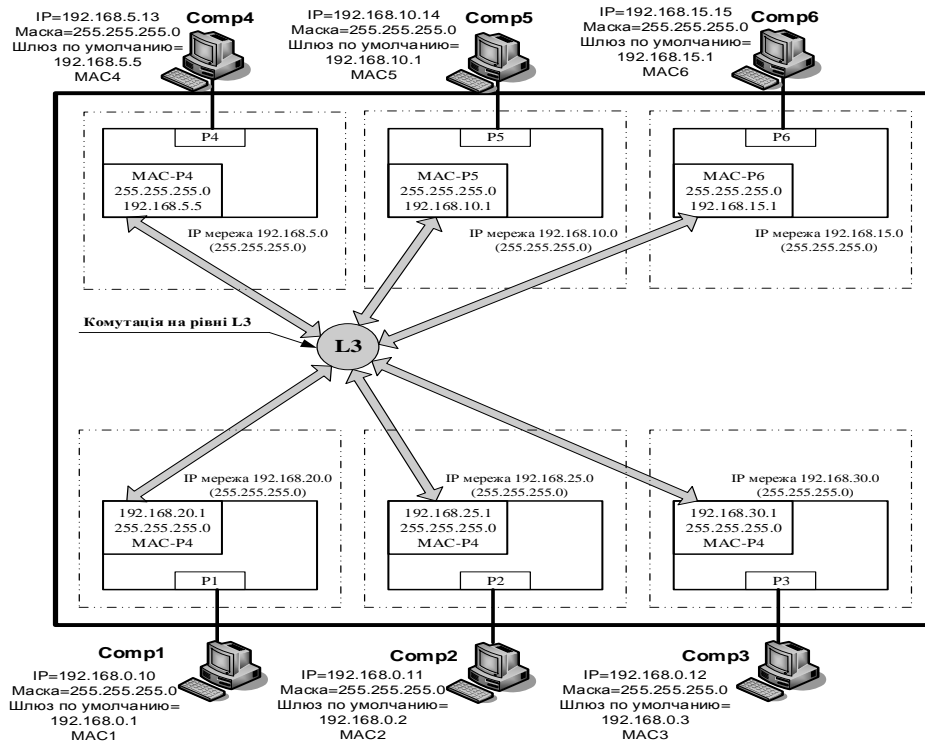 IP=192.168.5.13
Маска=255.255.255.0
Шлюз по умолчанию=
192.168.5.5
MAC4
Comp4
IP=192.168.10.14
Маска=255.255.255.0
Шлюз по умолчанию=
192.168.10.1
MAC5
Comp5
IP=192.168.15.15
Маска=255.255.255.0
Шлюз по умолчанию=
192.168.15.1
MAC6
Comp6
P4
MAC-P4
255.255.255.0
192.168.5.5
IP мережа 192.168.5.0
(255.255.255.0)
P5
MAC-P5
255.255.255.0
192.168.10.1
IP мережа 192.168.10.0
(255.255.255.0)
P6
MAC-P6
255.255.255.0
192.168.15.1
IP мережа 192.168.15.0
(255.255.255.0)
Комутація на рівні L3
L3
IP мережа 192.168.20.0
(255.255.255.0)
192.168.20.1
255.255.255.0
MAC-P4
P1
IP мережа 192.168.25.0
(255.255.255.0)
192.168.25.1
255.255.255.0
MAC-P4
P2
IP мережа 192.168.30.0
(255.255.255.0)
192.168.30.1
255.255.255.0
MAC-P4
P3
Comp1
IP=192.168.0.10
Маска=255.255.255.0
Шлюз по умолчанию=
192.168.0.1
MAC1
Comp2
IP=192.168.0.11
Маска=255.255.255.0
Шлюз по умолчанию=
192.168.0.2
MAC2
Comp3
IP=192.168.0.12
Маска=255.255.255.0
Шлюз по умолчанию=
192.168.0.3
MAC3